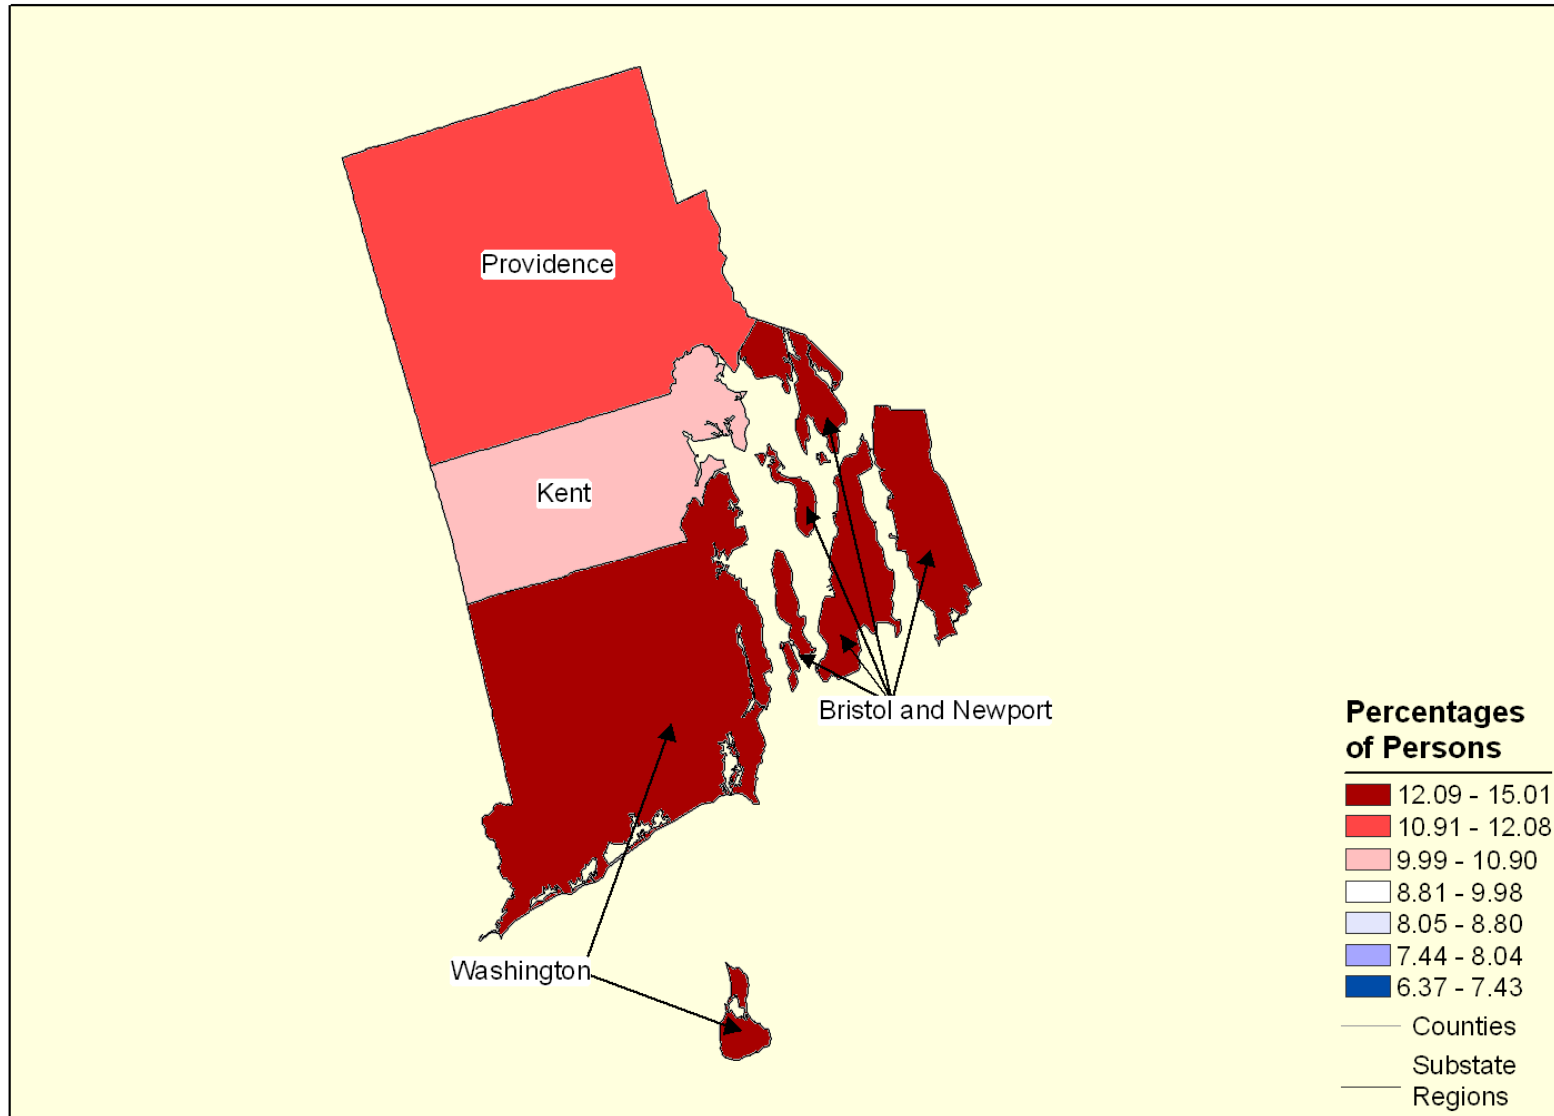 Providence
Kent
Bristol and Newport
Washington
Percentages
of Persons
12.09 - 15.01
10.91 - 12.08
9.99 - 10.90
8.81 - 9.98
8.05 - 8.80
7.44 - 8.04
6.37 - 7.43
Counties
Substate
Regions